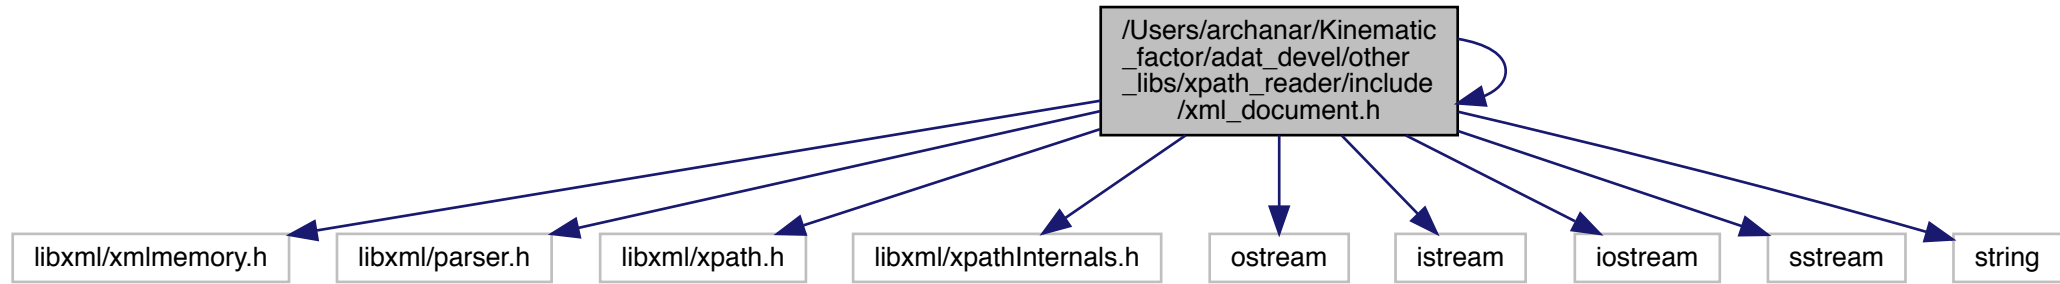 /Users/archanar/Kinematic
_factor/adat_devel/other
_libs/xpath_reader/include
/xml_document.h
libxml/xmlmemory.h
libxml/parser.h
libxml/xpath.h
libxml/xpathInternals.h
ostream
istream
iostream
sstream
string